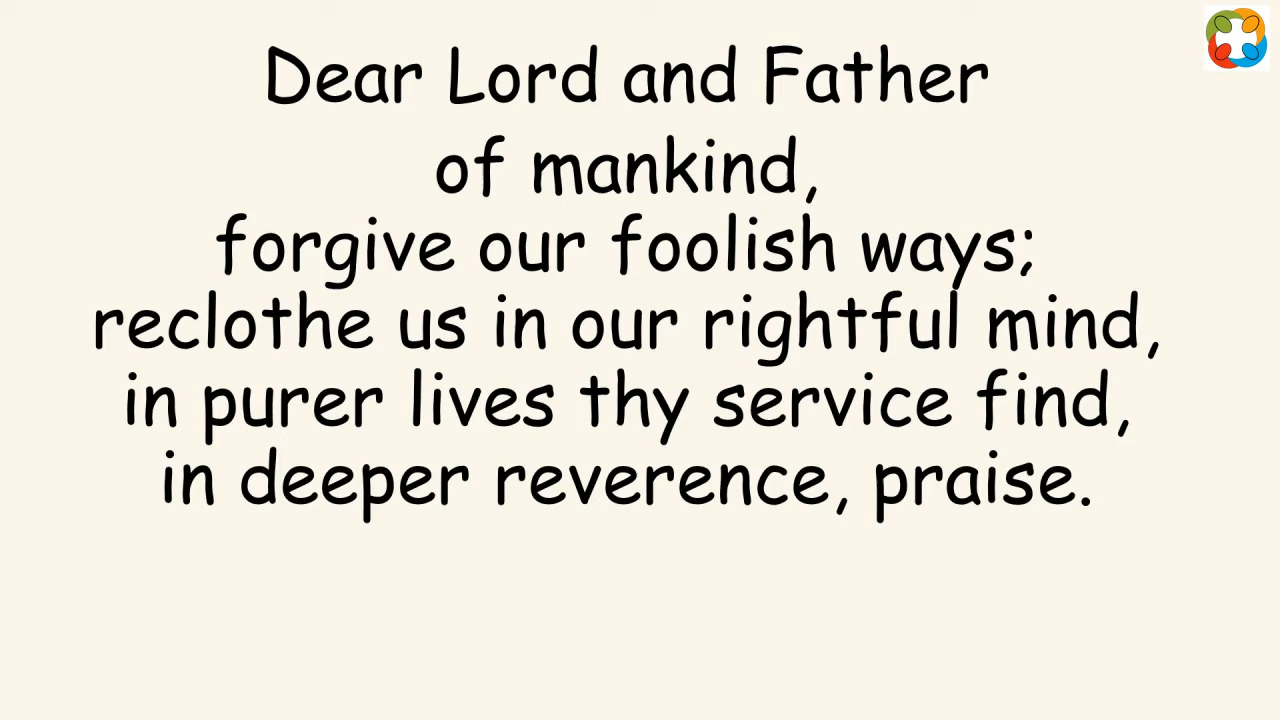 Dear Lord and Father
of mankind,
forgive our foolish ways;
reclothe us in our rightful mind,
in purer lives thy service find,
in deeper reverence, praise.